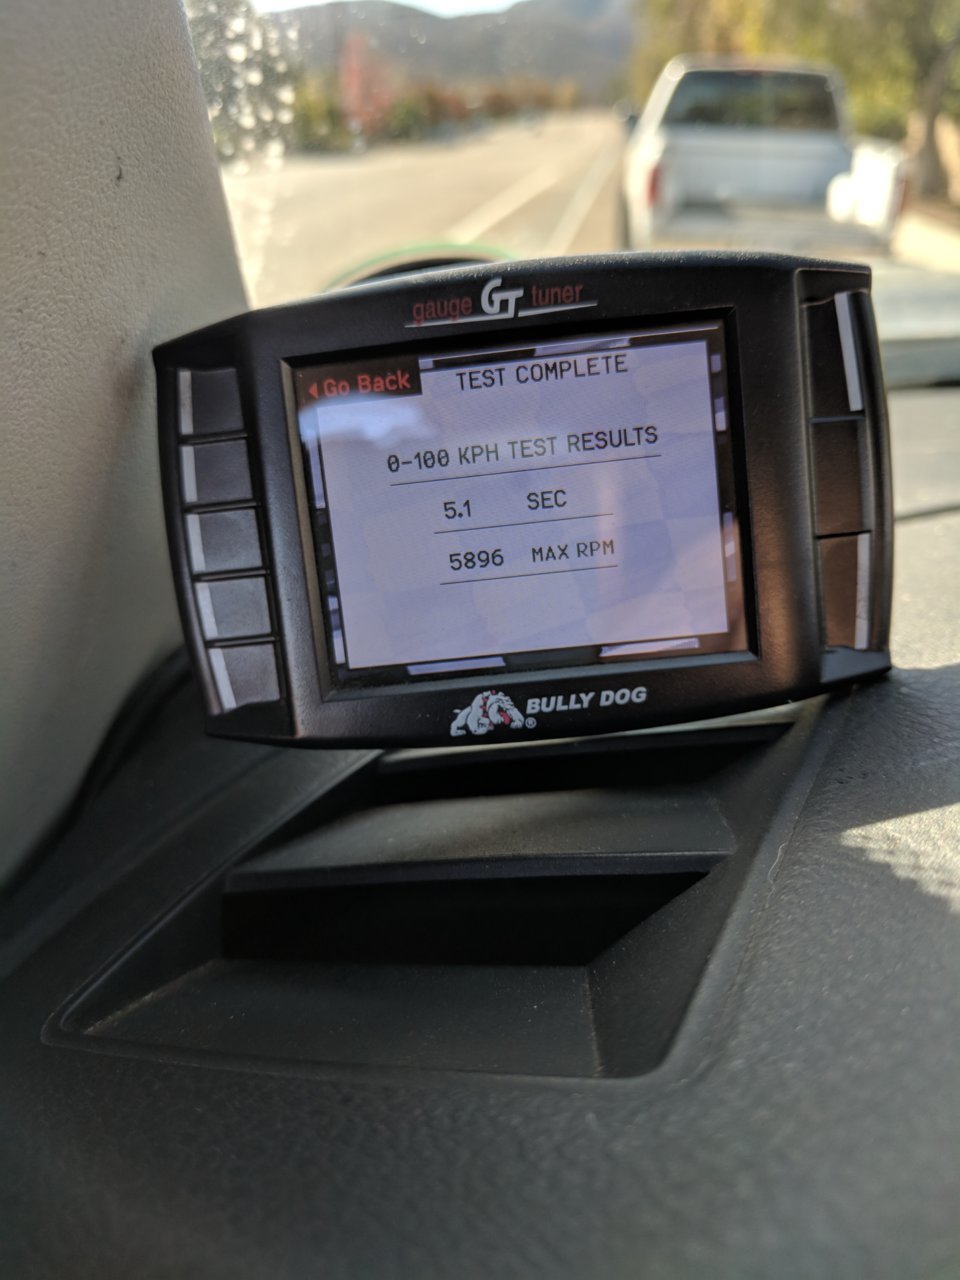 gauge GT tuner
Go Back
TEST COMPLETE
0-100 KPH TEST RESULTS
5.1 SEC
5896 MAX RPM
BULLY DOG®